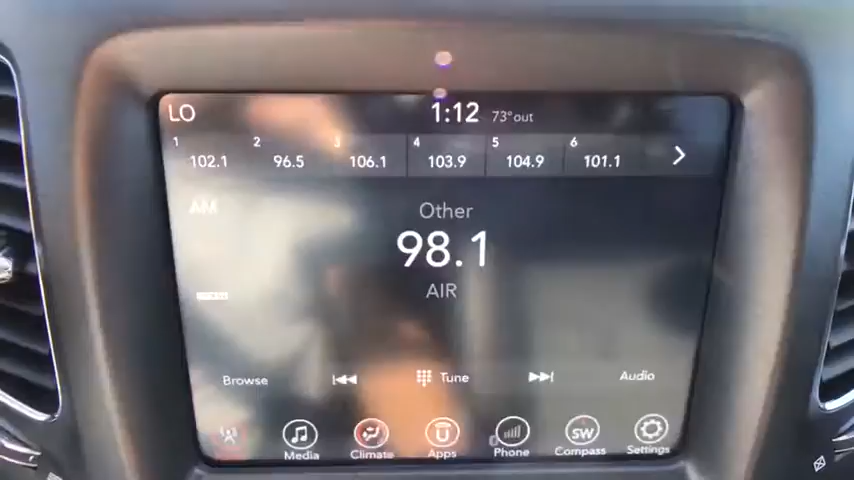 LO 1:12 73°out
1 2 3 4 5 6
102.1 96.5 106.1 103.9 104.9 101.1
AM
Other
98.1
AIR
Browse Tune Audio
SW
Media Climate Apps Phone Compass Settings